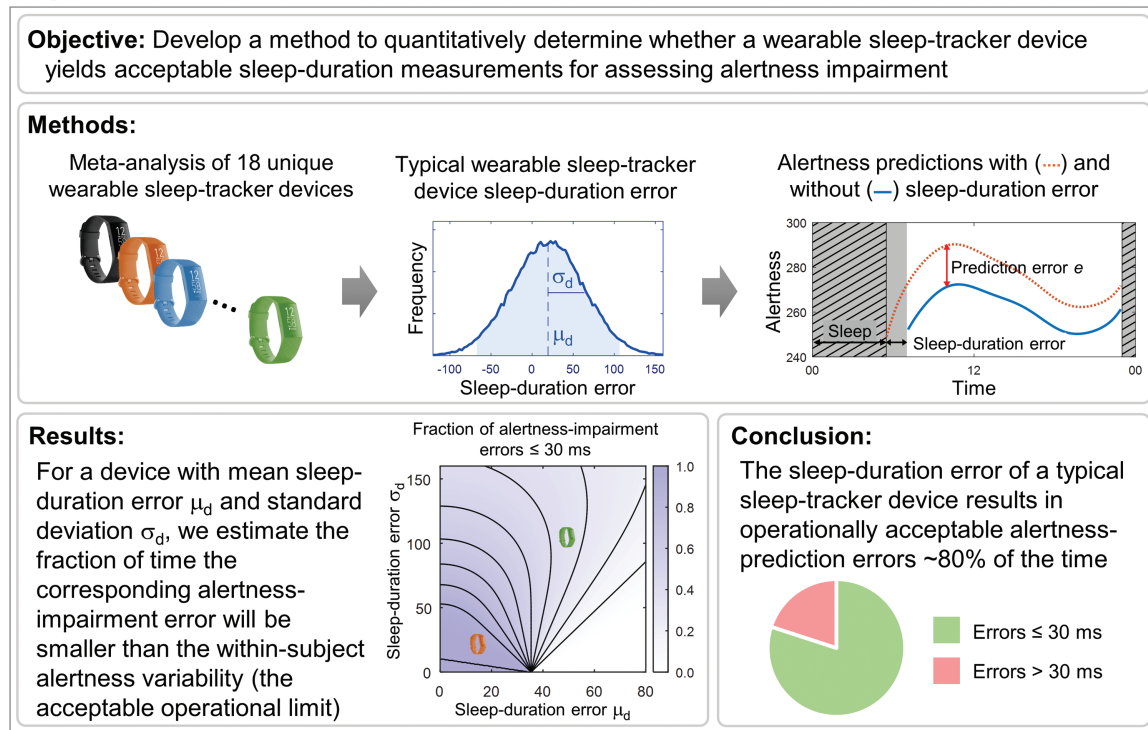 Objective: Develop a method to quantitatively determine whether a wearable sleep-tracker device
yields acceptable sleep-duration measurements for assessing alertness impairment
Methods:
Meta-analysis of 18 unique
wearable sleep-tracker devices
Typical wearable sleep-tracker
device sleep-duration error
Frequency
σd
μd
-100 -50 0 50 100 150
Sleep-duration error
Alertness predictions with (····) and
without (—) sleep-duration error
Alertness
300
280
260
240
Prediction error e
Sleep
Sleep-duration error
00 12 00
Time
Results:
For a device with mean sleep-
duration error μd and standard
deviation σd, we estimate the
fraction of time the
corresponding alertness-
impairment error will be
smaller than the within-subject
alertness variability (the
acceptable operational limit)
Fraction of alertness-impairment
errors ≤ 30 ms
Sleep-duration error σd
150
100
50
0
0 20 40 60 80
Sleep-duration error μd
1.0
0.8
0.6
0.4
0.2
0.0
Conclusion:
The sleep-duration error of a typical
sleep-tracker device results in
operationally acceptable alertness-
prediction errors ~80% of the time
Errors ≤ 30 ms
Errors > 30 ms